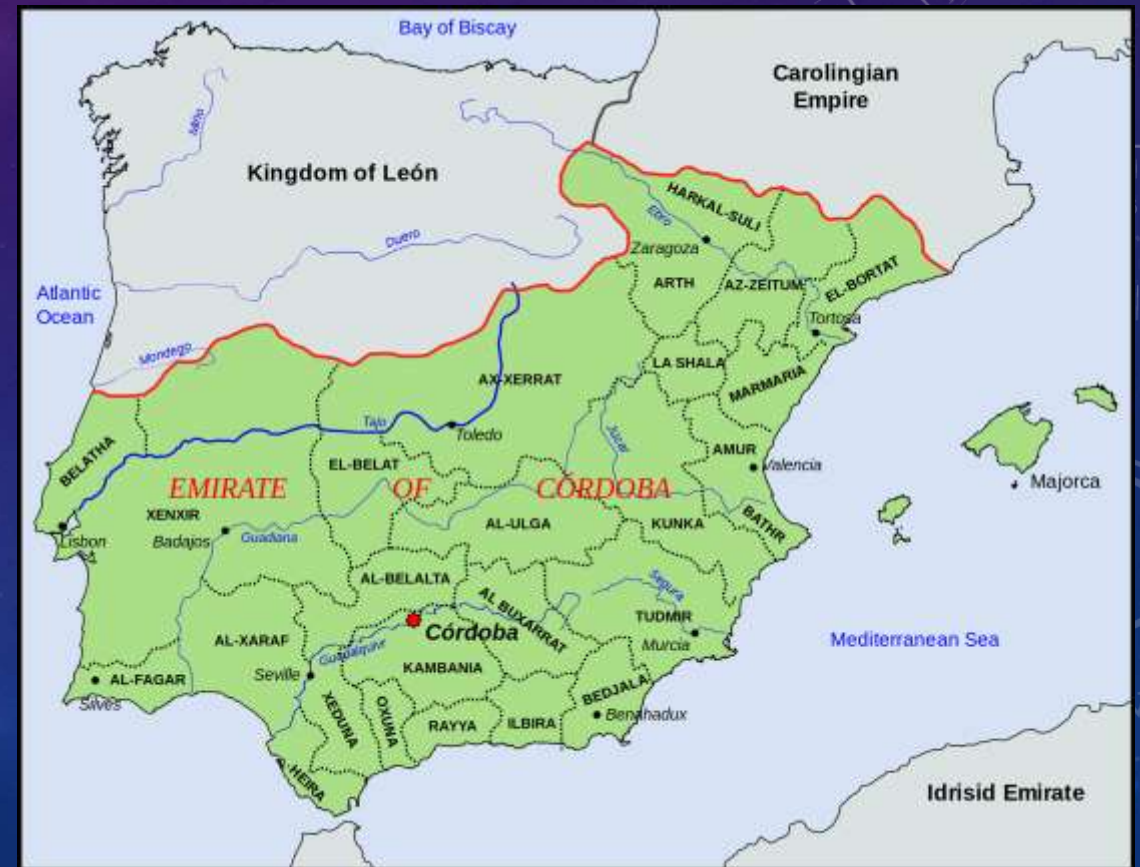 Bay of Biscay
Carolingian
Empire
Miño
Kingdom of León
HARKAL-SULI
Ebro
Duero
Zaragoza
ARTH
AZ-ZEITUM
EL-BORTAT
Atlantic
Ocean
Tortosa
Mondego
LA SHALA
AX-XERRAT
MARMARIA
Tajo
Toledo
Júcar
BELATHA
EL-BELAT
AMUR
Valencia
EMIRATE OF CÓRDOBA
Majorca
XENXIR
AL-ULGA
KUNKA
BATHR
Lisbon
Badajos
Guadiana
AL-BELALTA
Segura
AL BUXARRAT
TUDMIR
Córdoba
AL-XARAF
Guadalquivir
Murcia
Mediterranean Sea
KAMBANIA
Seville
AL-FAGAR
BEDJALA
Silves
XEDUNA
OXUNA
RAYYA
ILBIRA
Benahadux
HEIRA
Idrisid Emirate